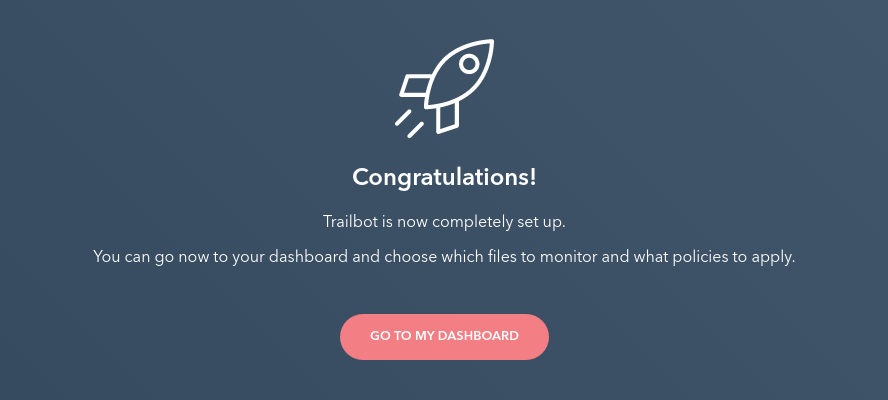 Congratulations!
Trailbot is now completely set up.
You can go now to your dashboard and choose which files to monitor and what policies to apply.
GO TO MY DASHBOARD